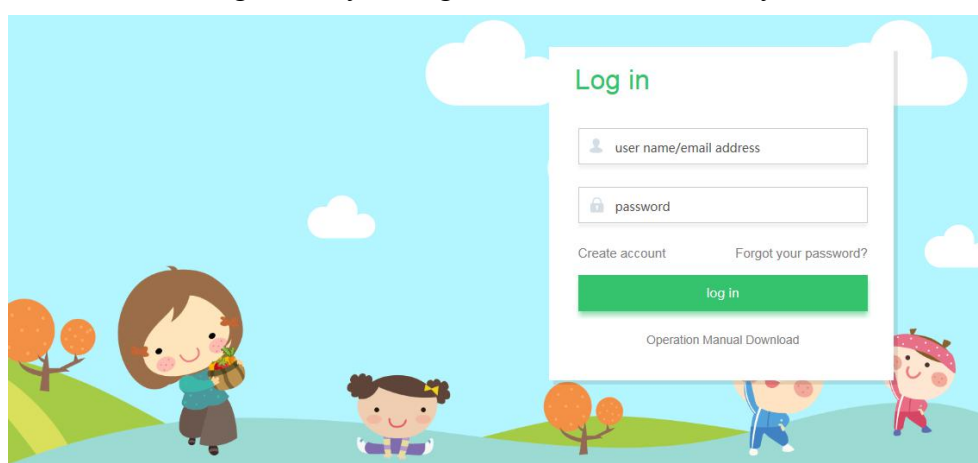 Log in
user name/email address
password
Create account Forgot your password?
log in
Operation Manual Download